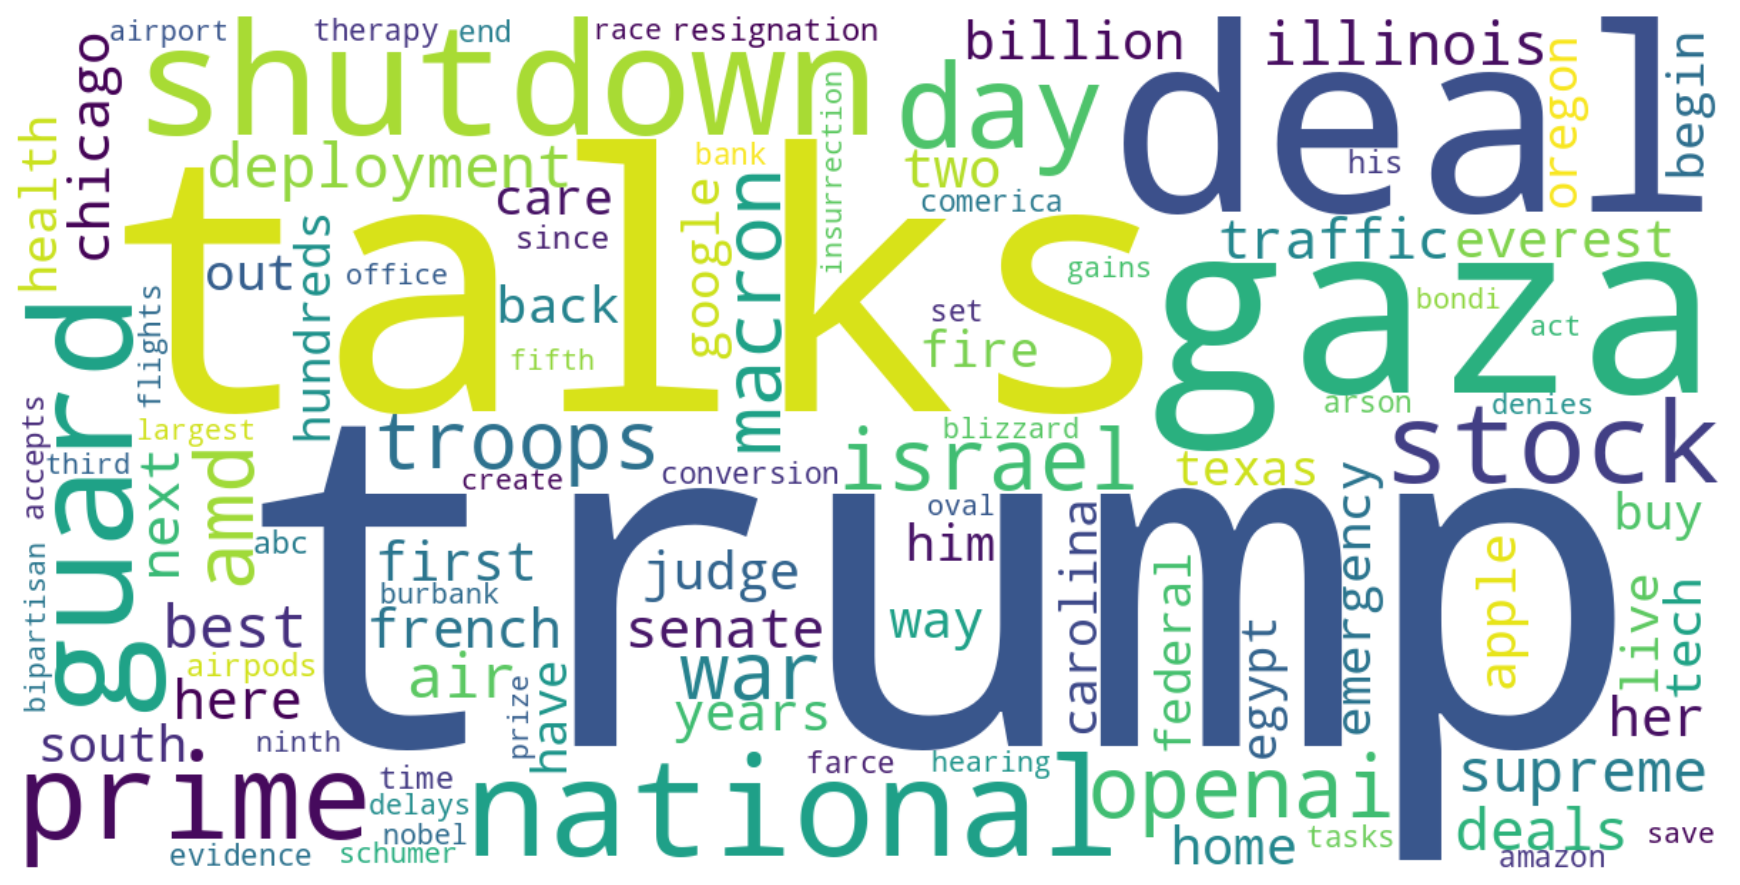 airport
therapy
end
race
resignation
billion
illinois
shutdown
deal
day
chicago
oregon
begin
health
deployment
bank
insurrection
two
his
care
comerica
since
google
macron
talks
traffic
everest
out
office
hundreds
back
gains
gaza
bondi
set
act
flights
fifth
fire
guard
arson
denies
largest
troops
blizzard
stock
accepts
third
next
amd
create
conversion
israel
texas
emergency
trump
oval
buy
abc
first
judge
him
carolina
federal
apple
bipartisan
burbank
best
french
senate
way
egypt
live
tech
airpods
air
war
here
have
prize
years
her
south
ninth
prime
time
national
farce
hearing
openai
supreme
delays
nobel
evidence
schumer
home
tasks
deals
save
amazon